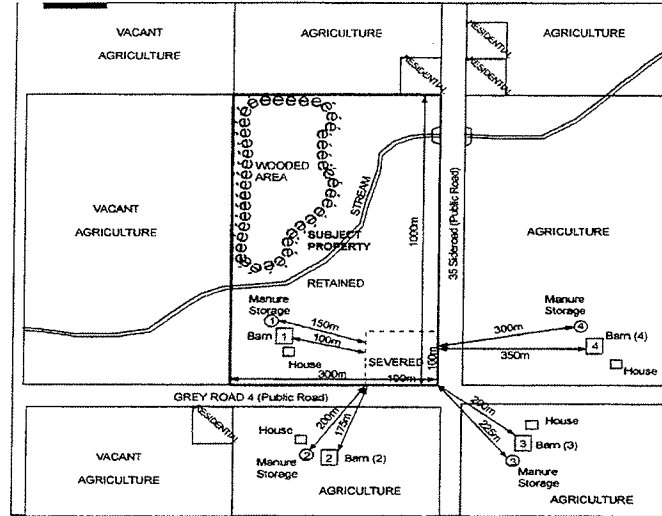 VACANT
AGRICULTURE
AGRICULTURE
AGRICULTURE
RESIDENTIAL
RESIDENTIAL
RESIDENTIAL
WOODED
AREA
STREAM
1000m
35 Sideroad (Public Road)
VACANT
AGRICULTURE
SUBJECT
PROPERTY
AGRICULTURE
RETAINED
Manure
Storage
1
150m
Barn
1
100m
House
SEVERED
100m
300m
100m
Manure
Storage
300m
4
350m
4
Barn (4)
House
GREY ROAD 4 (Public Road)
RESIDENTIAL
House
200m
175m
2
2
Barn (2)
Manure
Storage
200m
225m
House
3
Barn (3)
3
Manure
Storage
VACANT
AGRICULTURE
AGRICULTURE
AGRICULTURE